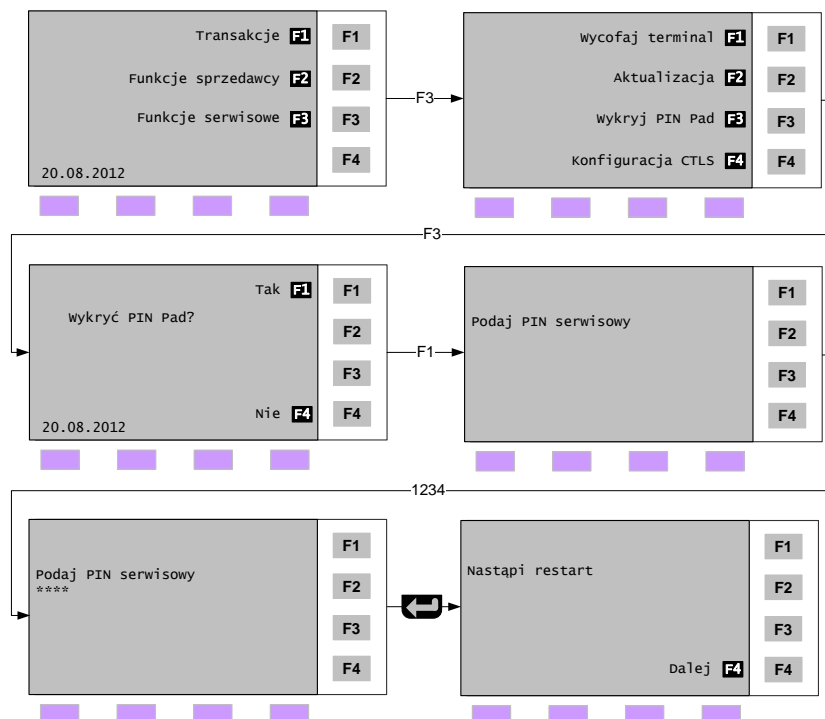 Transakcje F1 F1
Funkcje sprzedawcy F2 F2
Funkcje serwisowe F3 F3
F4
20.08.2012
F3
Wycofaj terminal F1 F1
Aktualizacja F2 F2
Wykryj PIN Pad F3 F3
Konfiguracja CTLS F4 F4
F3
Tak F1 F1
Wykryć PIN Pad?
F2
F3
Nie F4 F4
20.08.2012
F1
F1
Podaj PIN serwisowy
F2
F3
F4
1234
F1
Podaj PIN serwisowy
F2
****
F3
F4
F1
Nastąpi restart
F2
F3
Dalej F4 F4